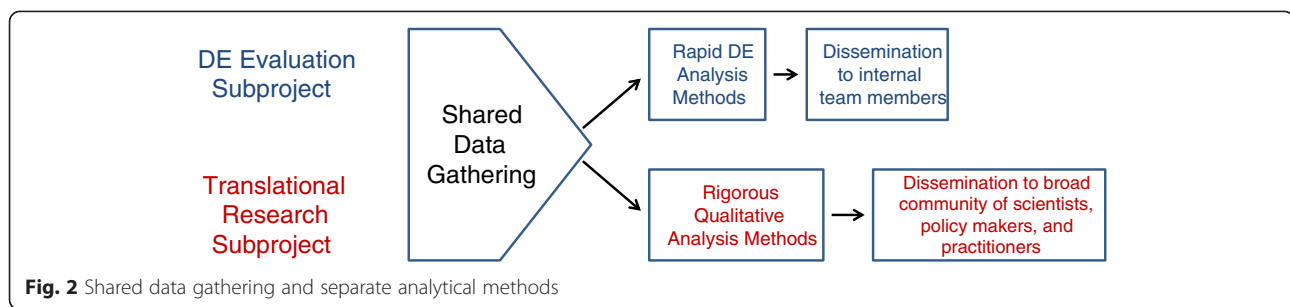 DE Evaluation
Subproject
Shared
Data
Gathering
Rapid DE
Analysis
Methods
Dissemination
to internal
team members
Translational
Research
Subproject
Rigorous
Qualitative
Analysis Methods
Dissemination to broad
community of scientists,
policy makers, and
practitioners
Fig. 2 Shared data gathering and separate analytical methods